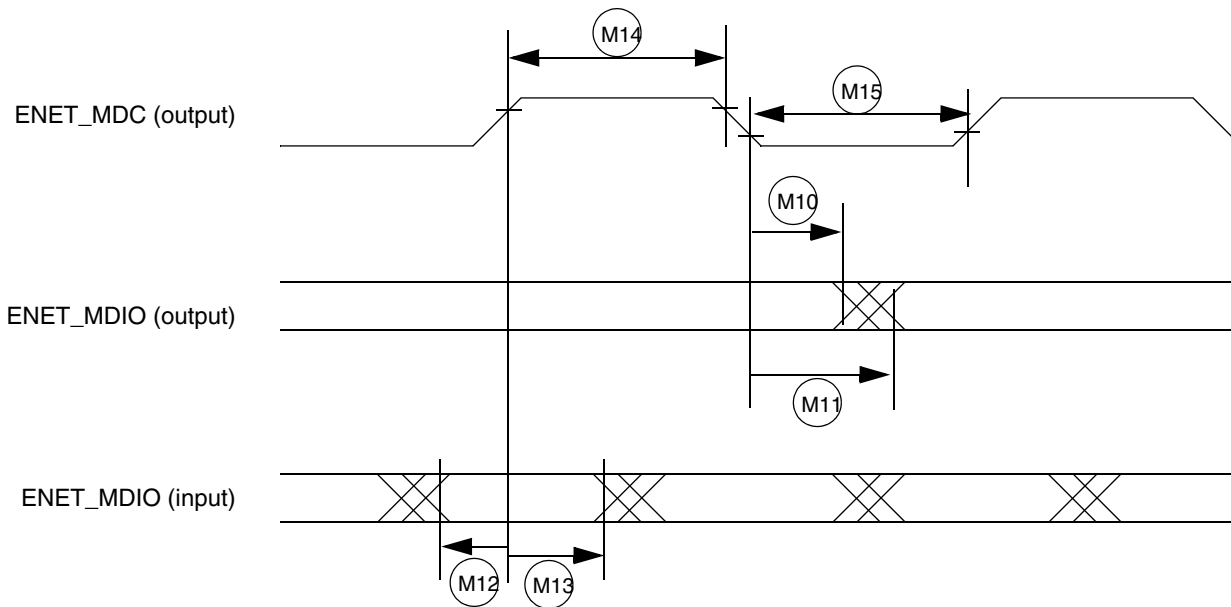 M14
ENET_MDC (output)
M15
M10
ENET_MDIO (output)
M11
ENET_MDIO (input)
M12
M13